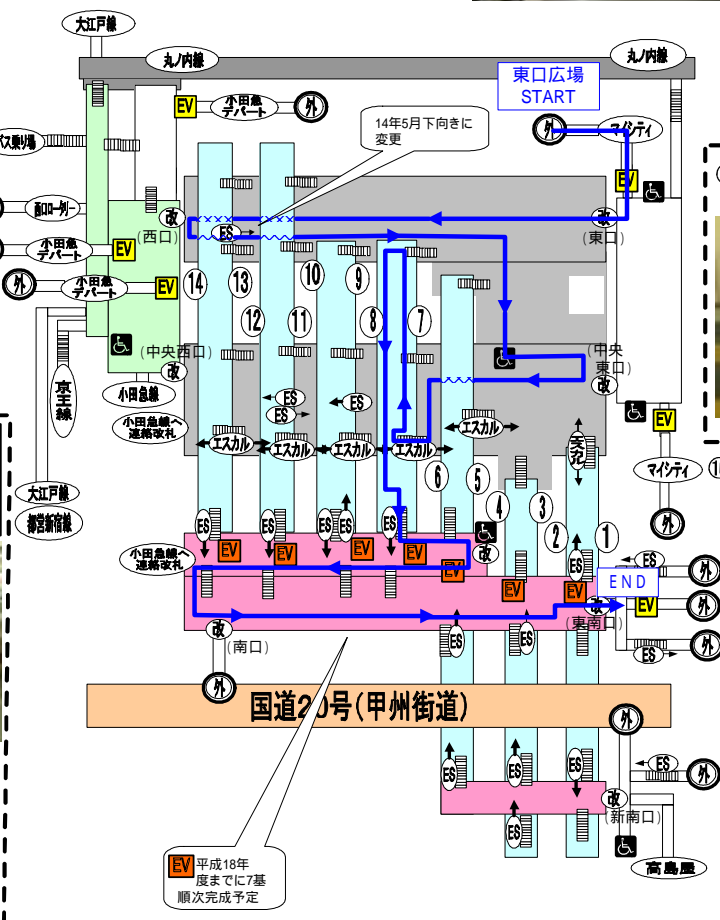 大江戸線
丸ノ内線
丸ノ内線
東口広場
START
EV
小田急
デパート
外
14年5月下向きに
変更
外
マイシティ
EV
バス乗り場
西口ロータリー
改
(西口)
ES
改
(東口)
小田急
デパート
EV
外
小田急
デパート
EV
14
13
12
11
10
9
8
7
(中央西口)
改
(中央
東口)
改
京王線
小田急線
小田急線へ
連絡改札
ES
ES
ES
エスカル
エスカル
エスカル
エスカル
エスカル
エスカル
EV
マイシティ
外
大江戸線
都営新宿線
6
5
4
3
2
1
ES
ES
ES
ES
ES
ES
小田急線へ
連絡改札
EV
EV
EV
EV
EV
EV
EV
改
ES
外
END
改
EV
外
(東南口)
ES
外
改
(南口)
ES
ES
外
国道20号(甲州街道)
外
ES
ES
ES
ES
外
改
(新南口)
ES
高島屋
EV
平成18年
度までに7基
順次完成予定